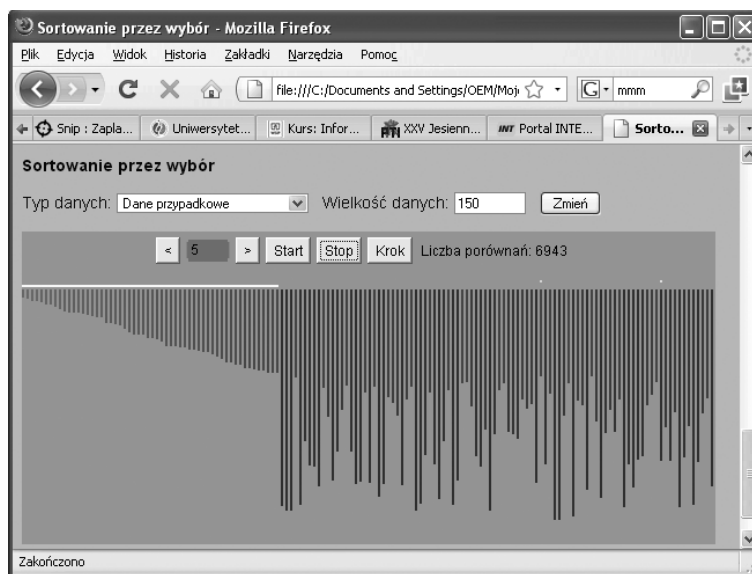 Sortowanie przez wybór - Mozilla Firefox
Plik Edycja Widok Historia Zakładki Narzędzia Pomoc
file:///C:/Documents and Settings/OEM/Moj G mmm
Snip : Zapla... Uniwersytet... Kurs: Infor... XXV Jesienn... INT Portal INTE... Sorto...
Sortowanie przez wybór
Typ danych: Dane przypadkowe Wielkość danych: 150 Zmień
< 5 > Start Stop Krok Liczba porównań: 6943
Zakończono